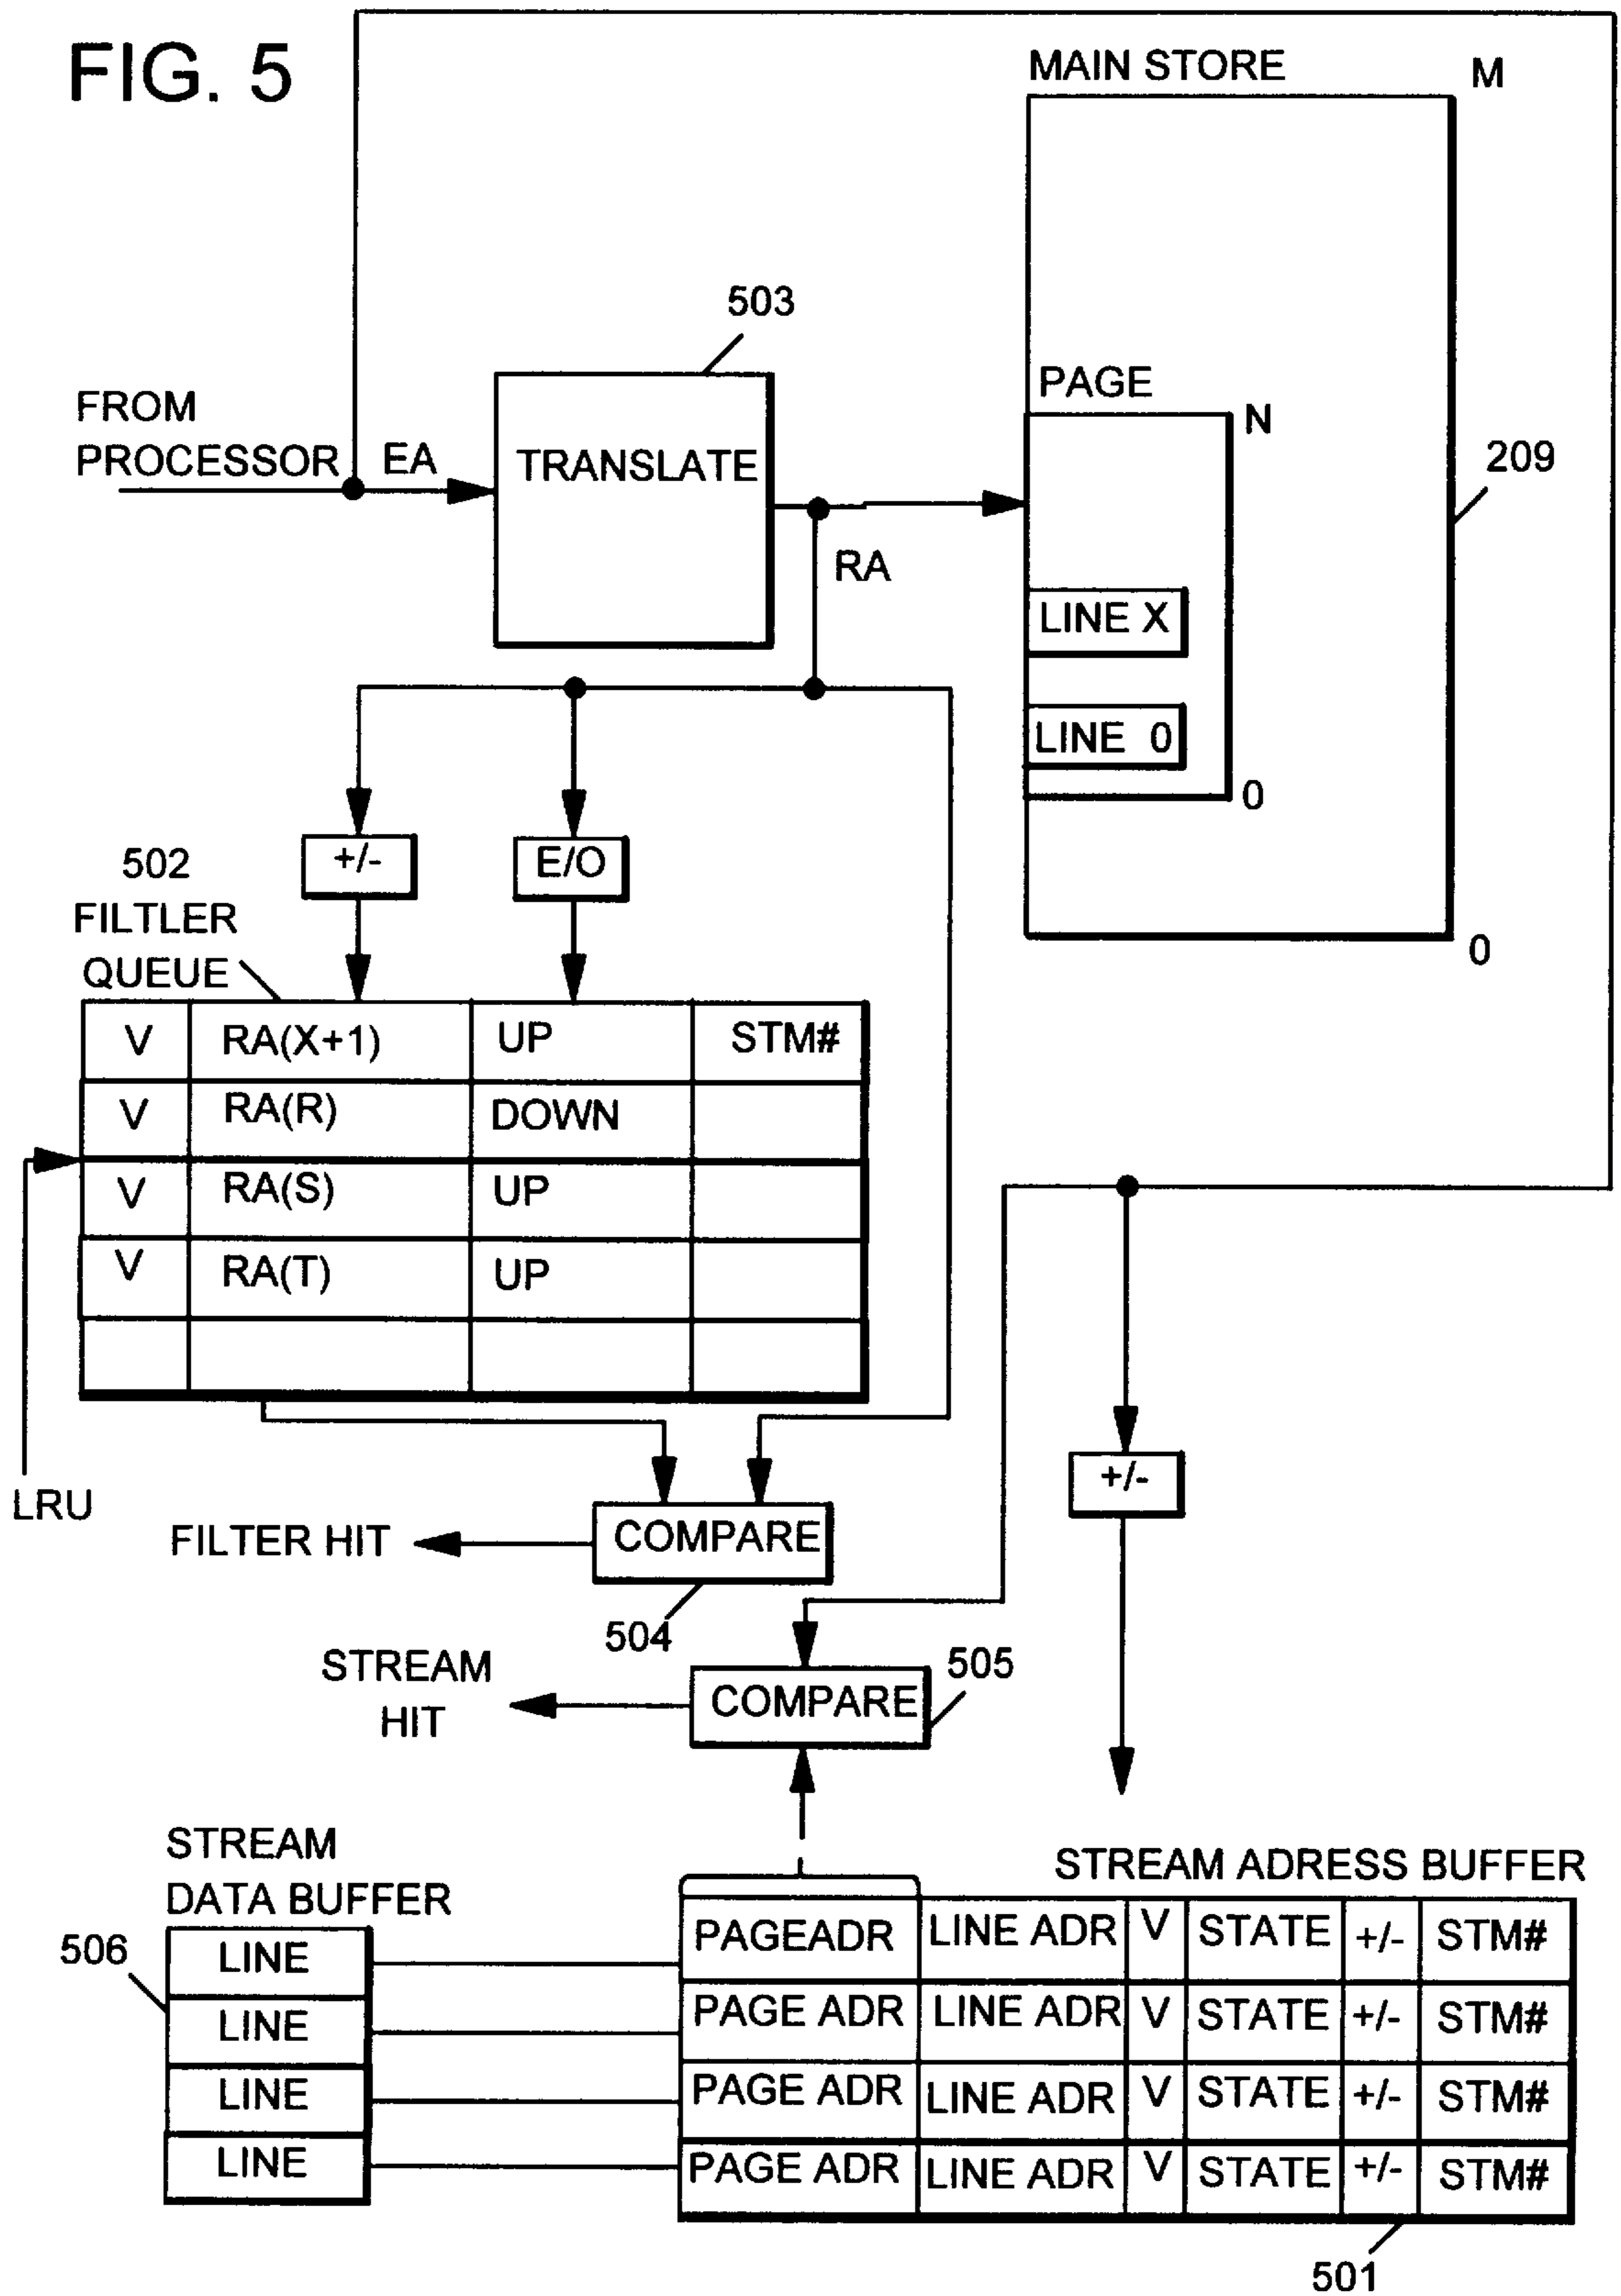 FIG. 5
MAIN STORE
M
503
PAGE
N
FROM
PROCESSOR
EA
TRANSLATE
209
RA
LINE X
LINE 0
0
+/-
E/O
502
FILTLER
QUEUE
0
V RA(X+1) UP STM#
V RA(R) DOWN
V RA(S) UP
V RA(T) UP
+/-
LRU
FILTER HIT
COMPARE
504
STREAM
HIT
COMPARE
505
STREAM
DATA BUFFER
STREAM ADRESS BUFFER
506
LINE
PAGEADR LINE ADR V STATE +/- STM#
LINE
PAGE ADR LINE ADR V STATE +/- STM#
LINE
PAGE ADR LINE ADR V STATE +/- STM#
LINE
PAGE ADR LINE ADR V STATE +/- STM#
501